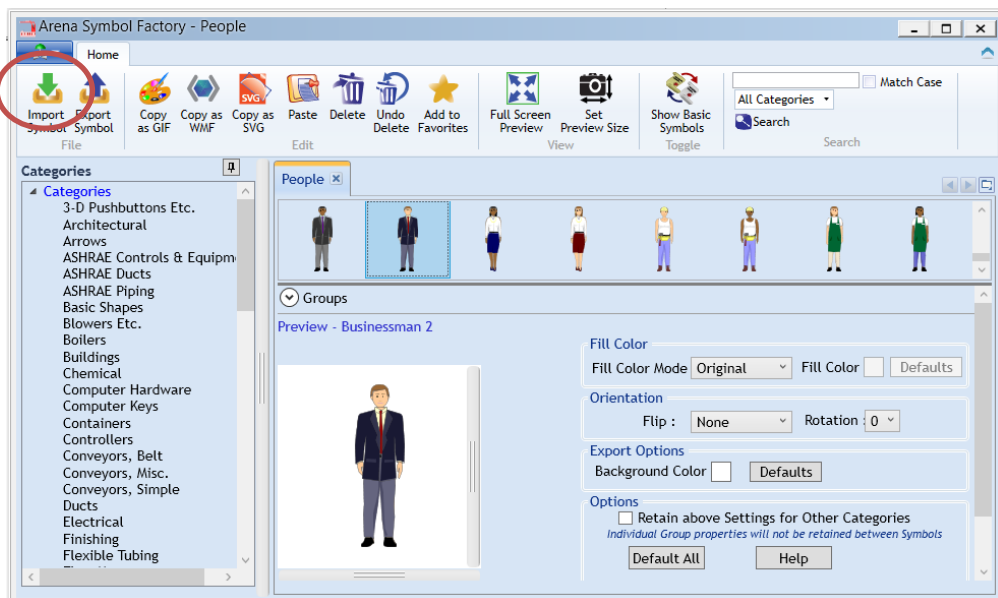 Arena Symbol Factory - People
Home
Import Symbol
Export Symbol
File
Copy as GIF
Copy as WMF
SVG
Copy as SVG
Paste
Delete
Undo Delete
Add to Favorites
Edit
Full Screen Preview
Set Preview Size
View
Show Basic Symbols
Toggle
Match Case
All Categories
Search
Search
Categories
Categories
3-D Pushbuttons Etc.
Architectural
Arrows
ASHRAE Controls & Equipm
ASHRAE Ducts
ASHRAE Piping
Basic Shapes
Blowers Etc.
Boilers
Buildings
Chemical
Computer Hardware
Computer Keys
Containers
Controllers
Conveyors, Belt
Conveyors, Misc.
Conveyors, Simple
Ducts
Electrical
Finishing
Flexible Tubing
People
Groups
Preview - Businessman 2
Fill Color
Fill Color Mode Original Fill Color Defaults
Orientation
Flip : None Rotation : 0
Export Options
Background Color Defaults
Options
Retain above Settings for Other Categories
Individual Group properties will not be retained between Symbols
Default All Help